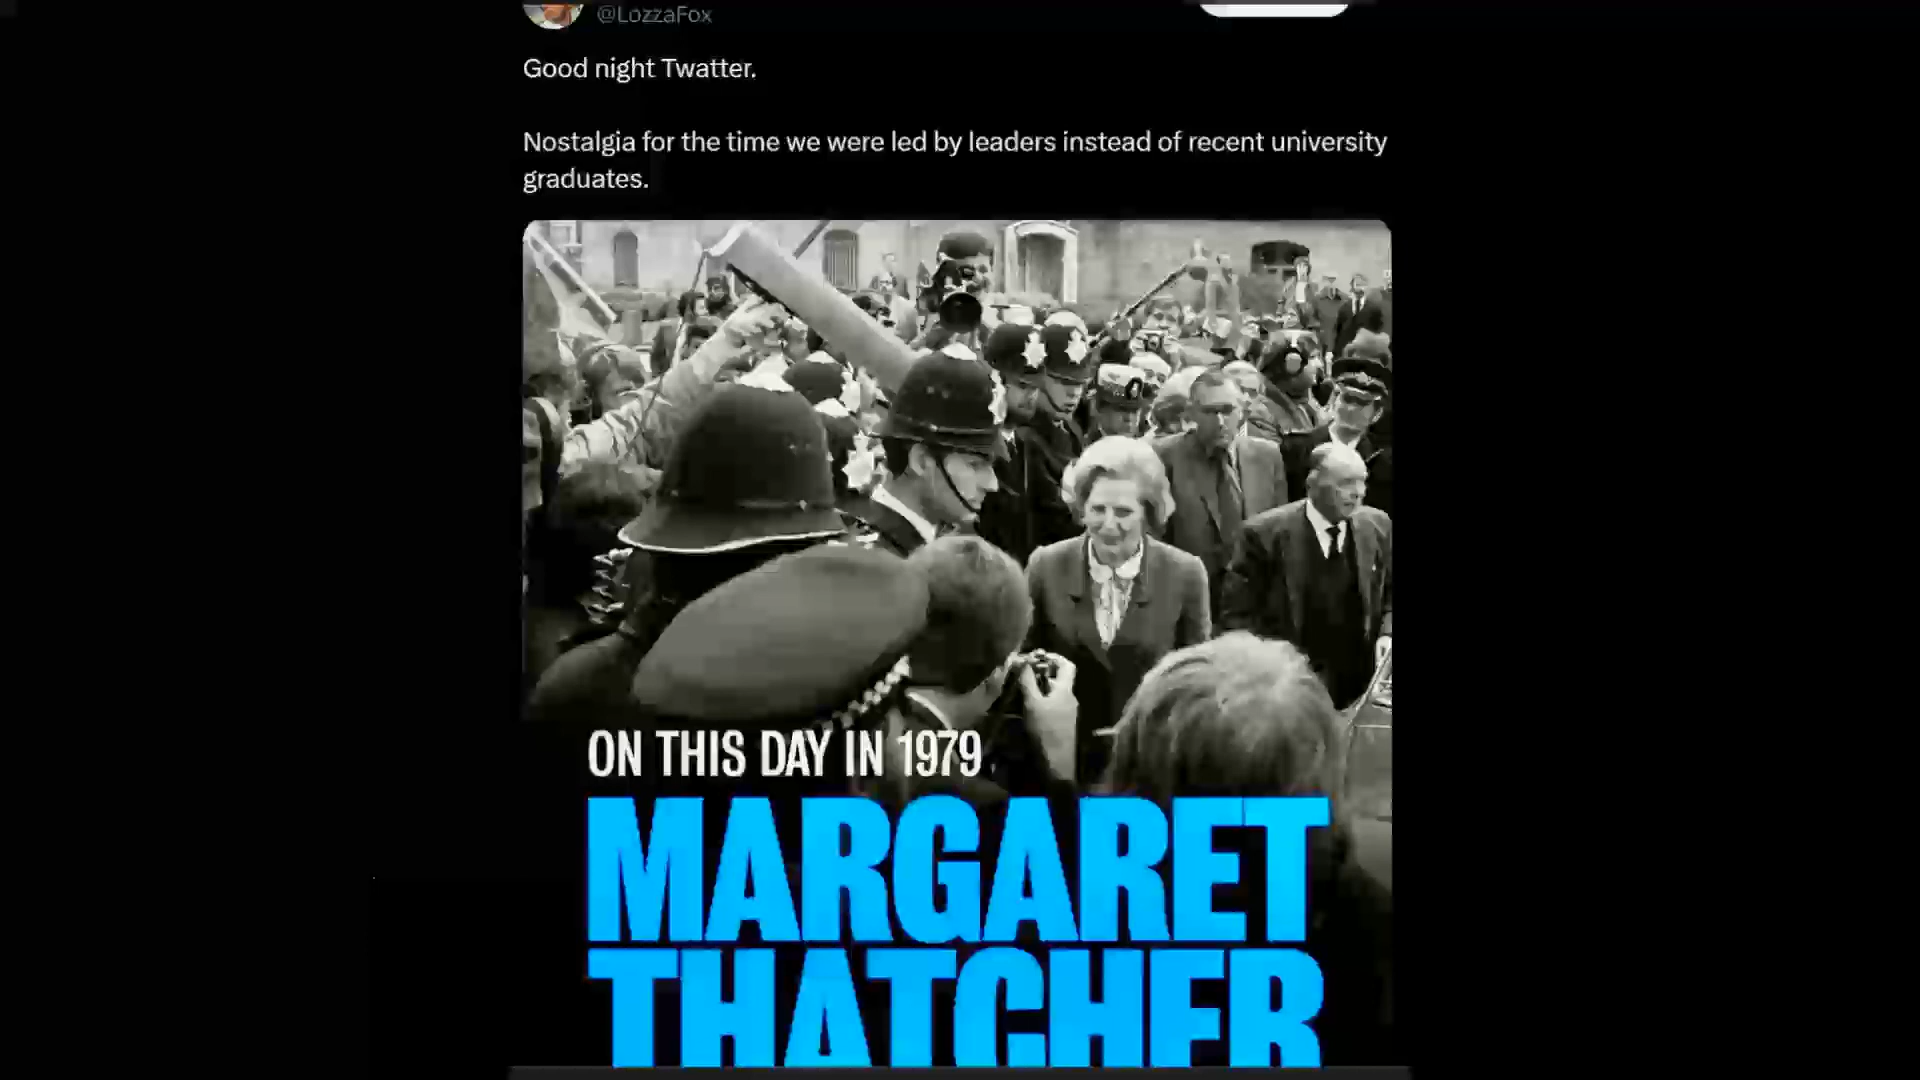 @LozzaFox
Good night Twatter.
Nostalgia for the time we were led by leaders instead of recent university
graduates.
ON THIS DAY IN 1979
MARGARET
THATCHER